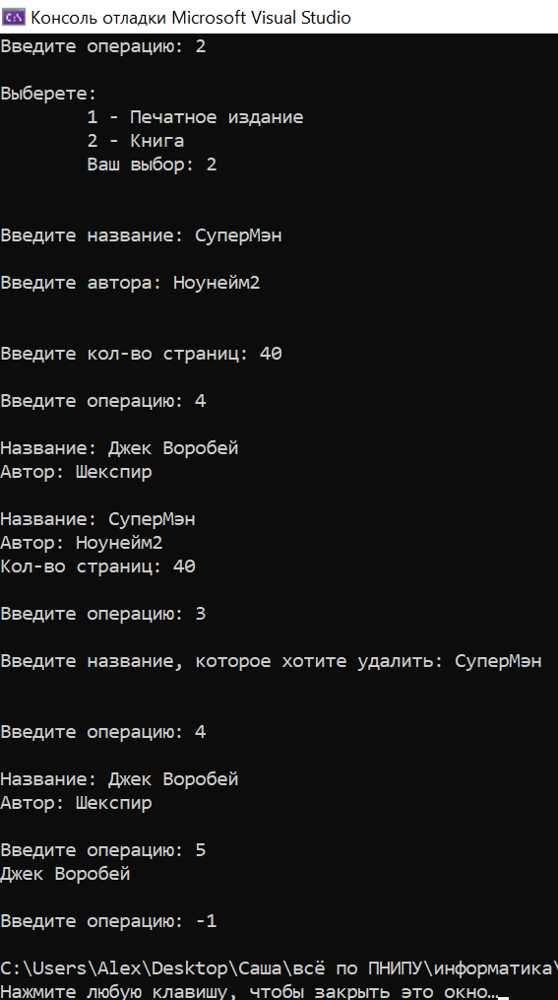 Консоль отладки Microsoft Visual Studio
Введите операцию: 2
Выберете:
1 - Печатное издание
2 - Книга
Ваш выбор: 2
Введите название: СуперМэн
Введите автора: Ноунейм2
Введите кол-во страниц: 40
Введите операцию: 4
Название: Джек Воробей
Автор: Шекспир
Название: СуперМэн
Автор: Ноунейм2
Кол-во страниц: 40
Введите операцию: 3
Введите название, которое хотите удалить: СуперМэн
Введите операцию: 4
Название: Джек Воробей
Автор: Шекспир
Введите операцию: 5
Джек Воробей
Введите операцию: -1
C:\Users\Alex\Desktop\Саша\всё по ПНИПУ\информатика\
Нажмите любую клавишу, чтобы закрыть это окно…